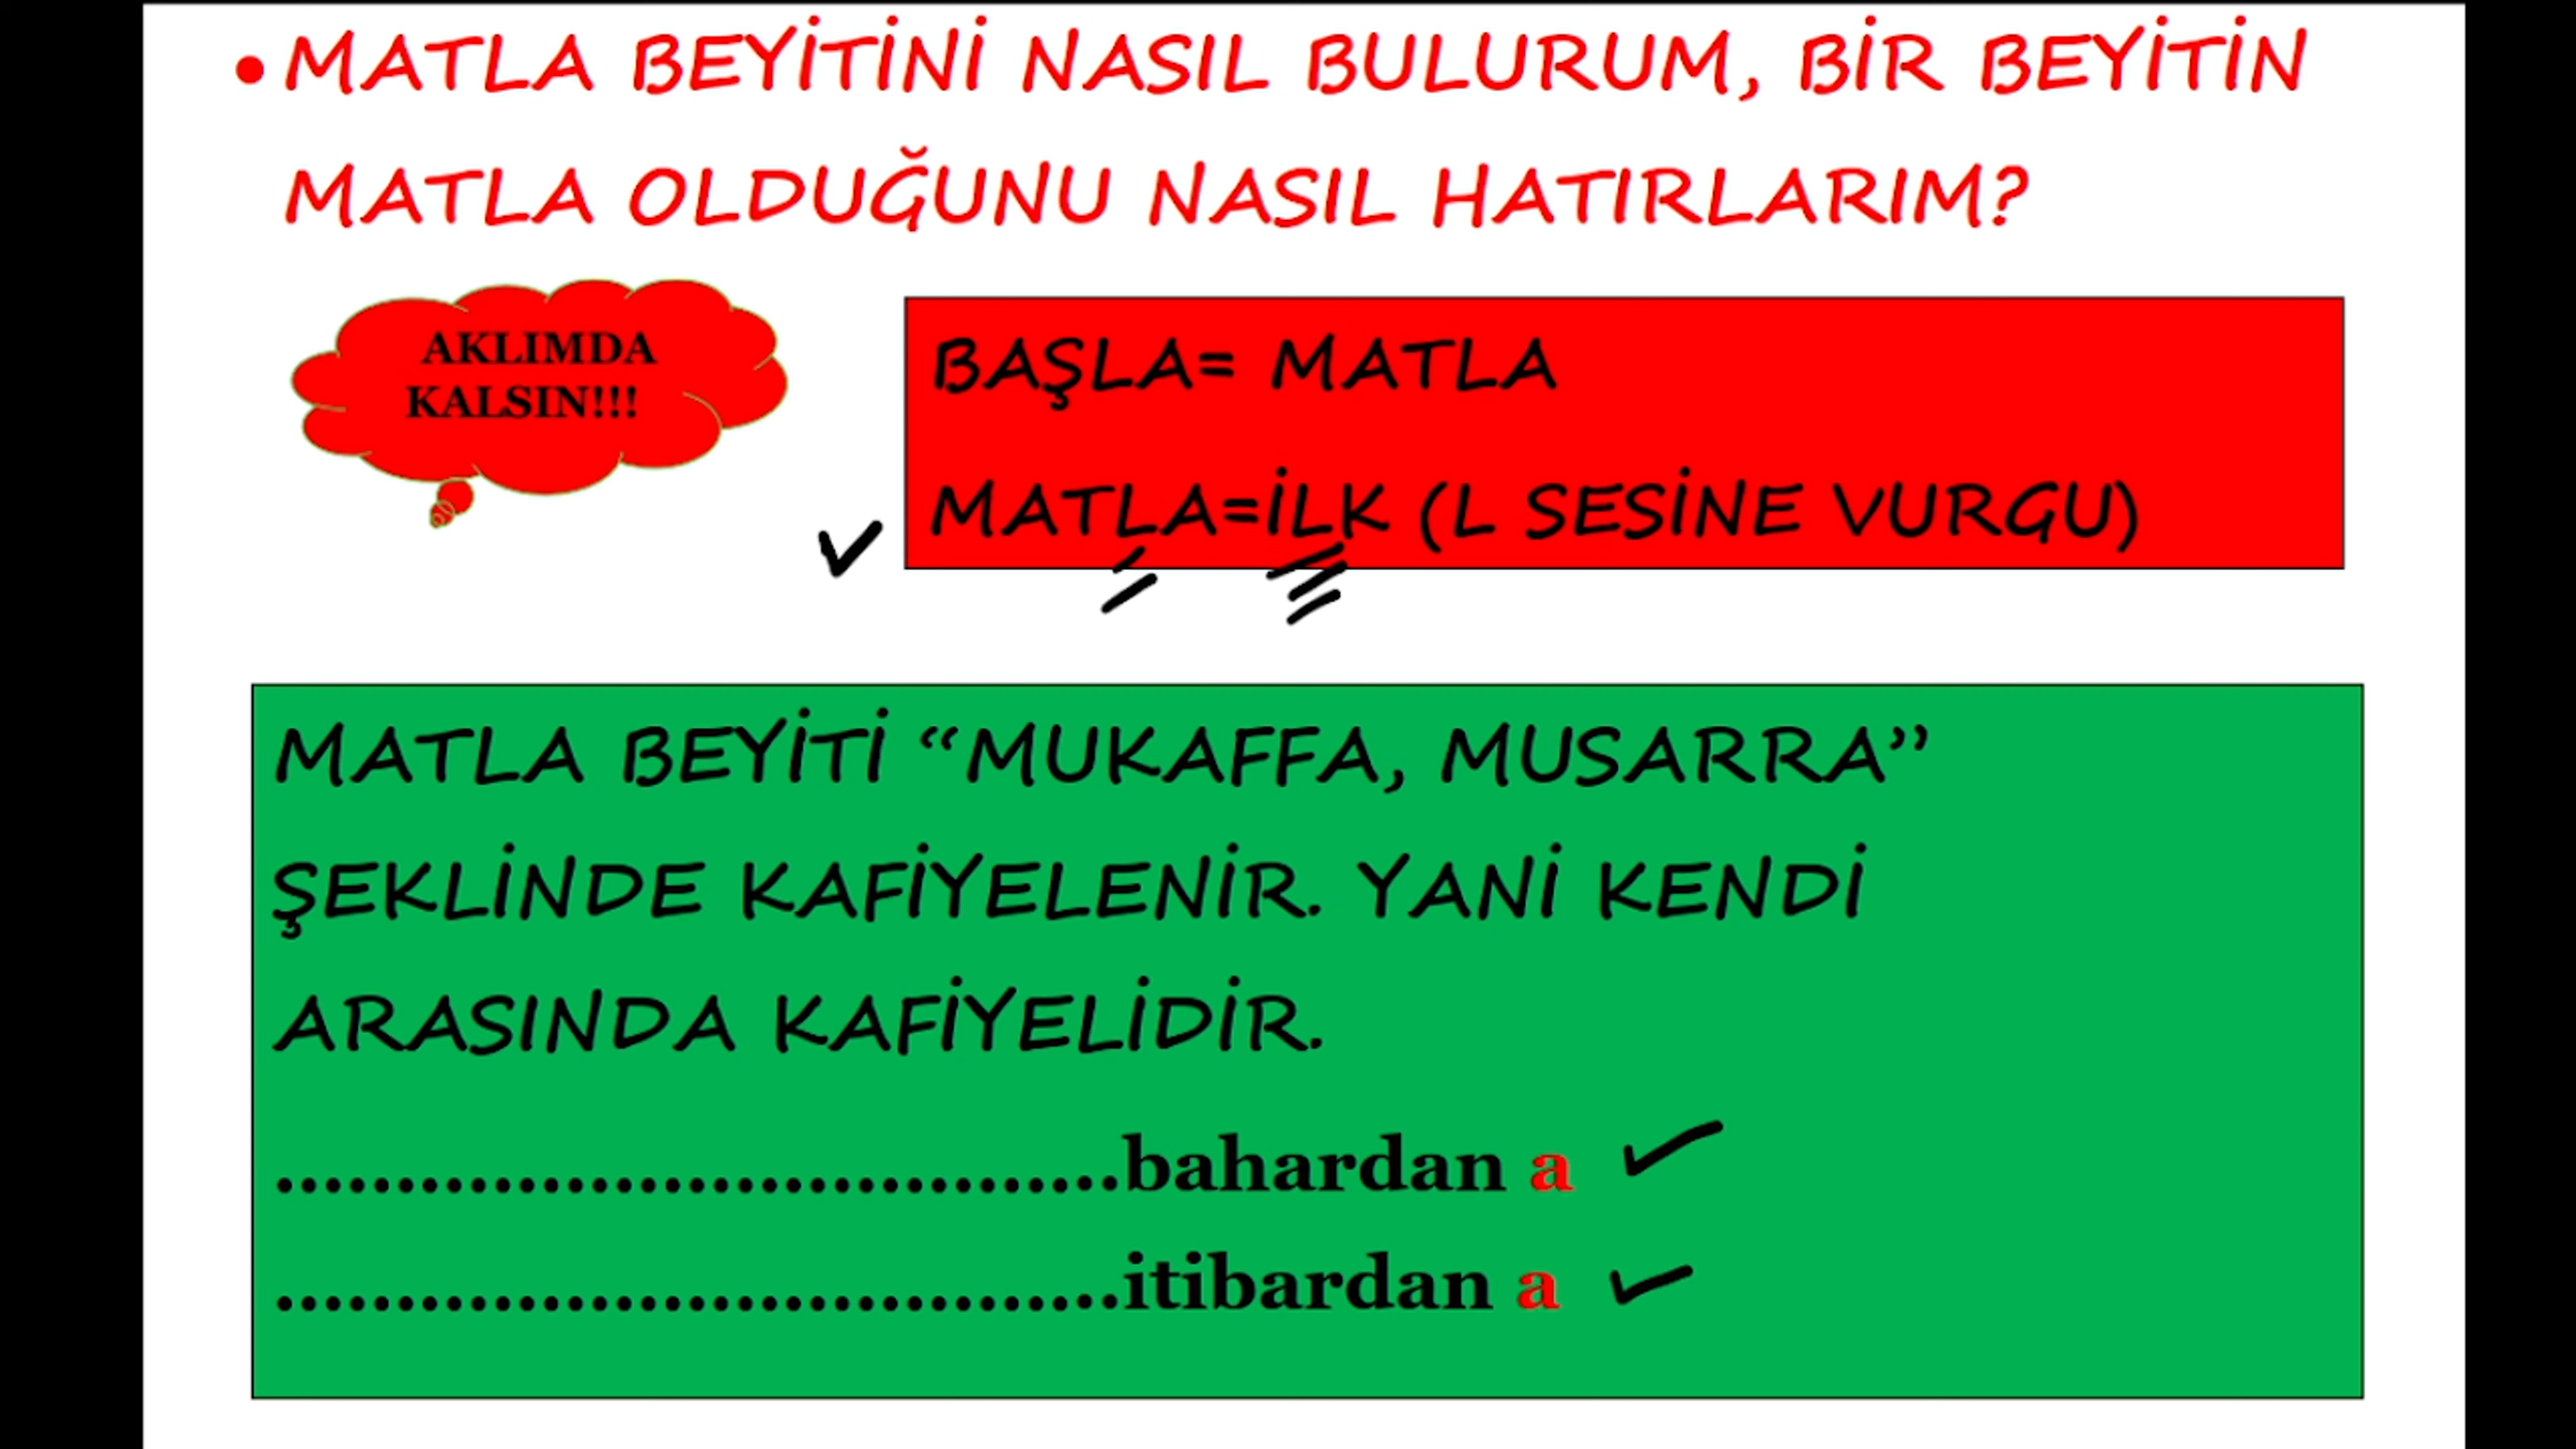 • MATLA BEYİTİNİ NASIL BULURUM, BİR BEYİTİN
MATLA OLDUĞUNU NASIL HATIRLARIM?
AKLIMDA
KALSIN!!!
BAŞLA= MATLA
MATLA=İLK (L SESİNE VURGU)
MATLA BEYİTİ “MUKAFFA, MUSARRA”
ŞEKLİNDE KAFİYELENİR. YANİ KENDİ
ARASINDA KAFİYELİDİR.
...................................bahardan a
...................................itibardan a